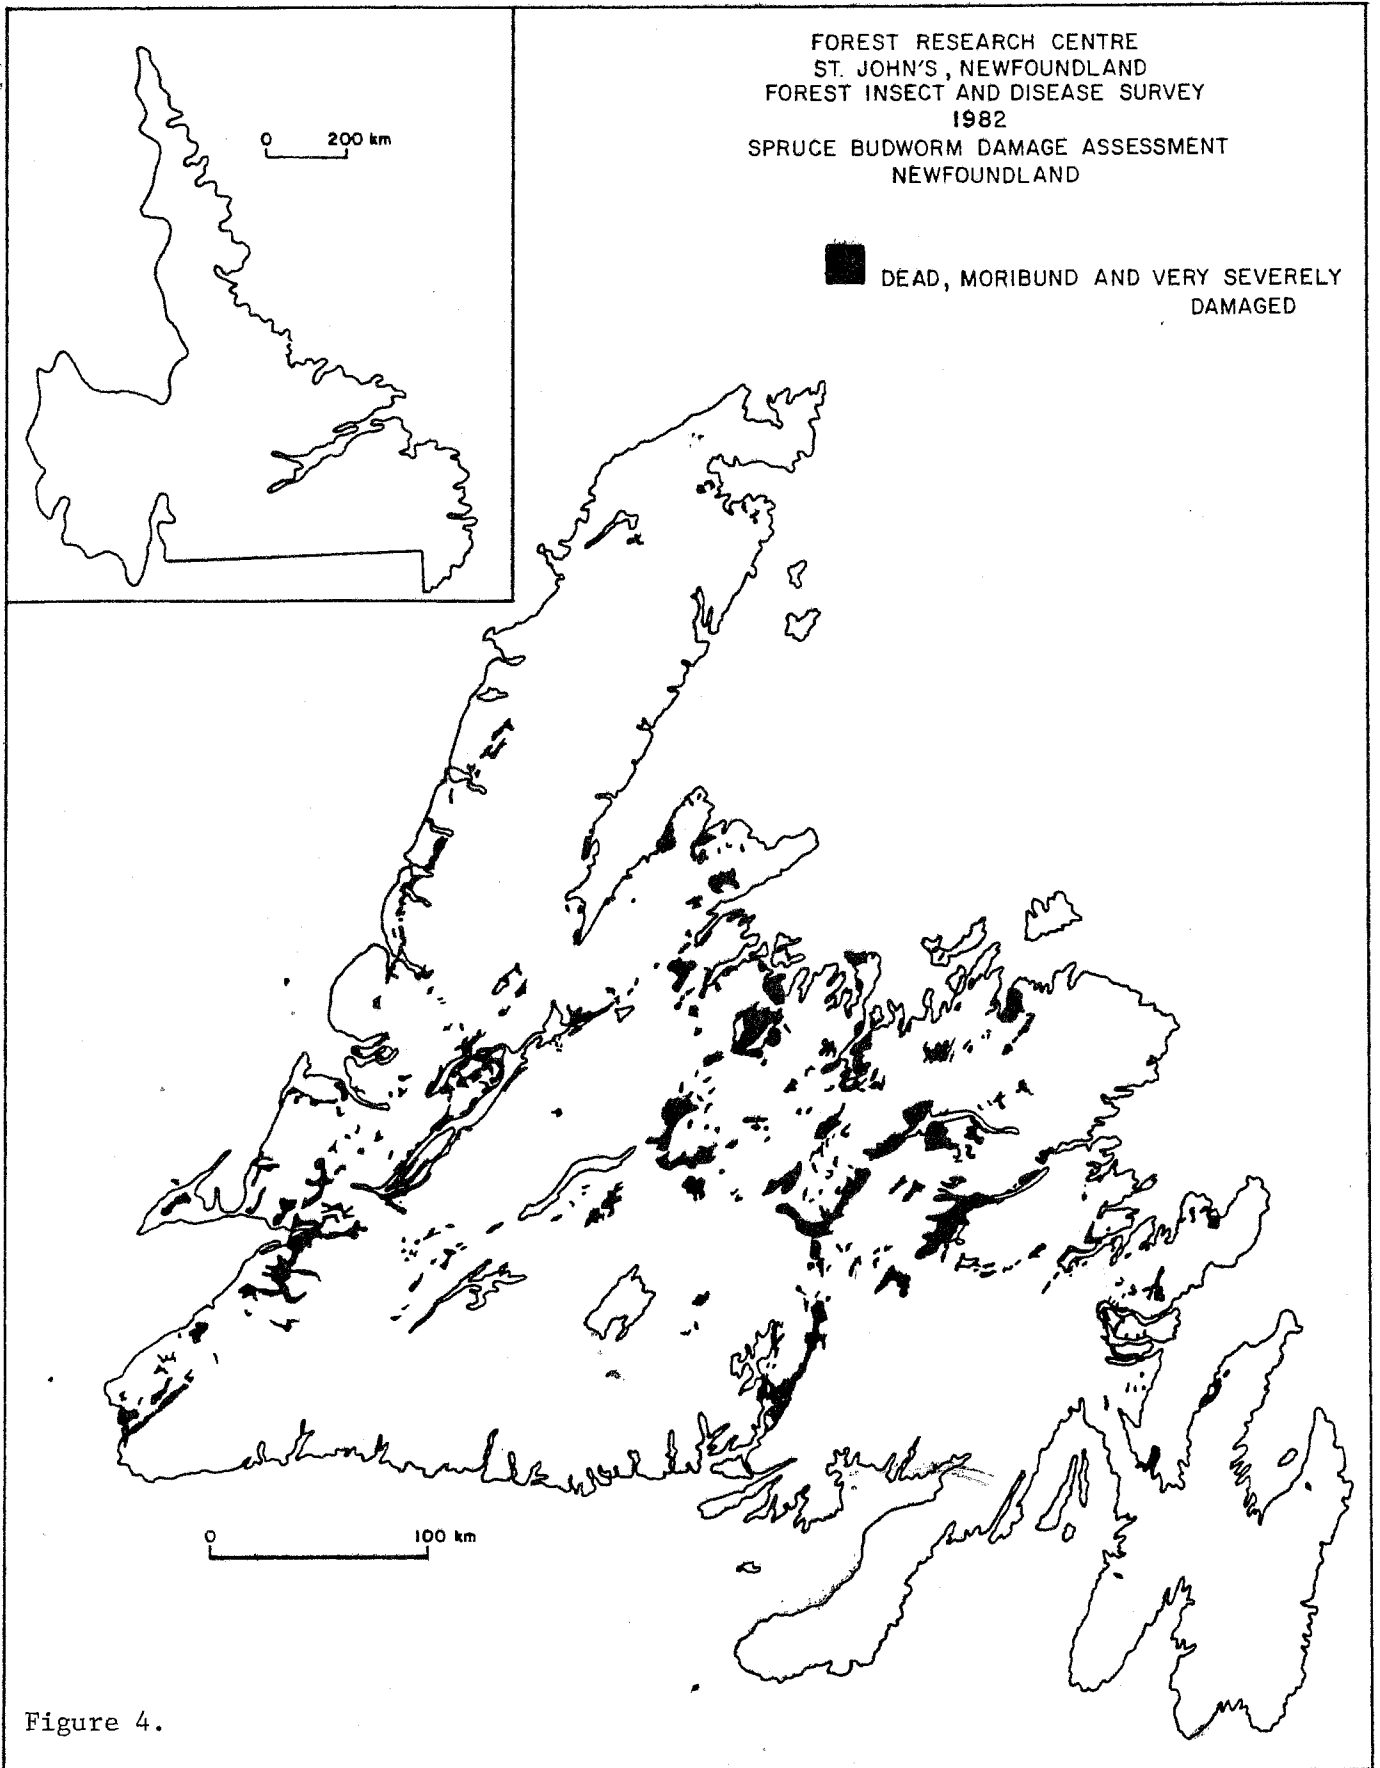 0 200 km
FOREST RESEARCH CENTRE
ST. JOHN'S, NEWFOUNDLAND
FOREST INSECT AND DISEASE SURVEY
1982
SPRUCE BUDWORM DAMAGE ASSESSMENT
NEWFOUNDLAND
DEAD, MORIBUND AND VERY SEVERELY
DAMAGED
0 100 km
Figure 4.